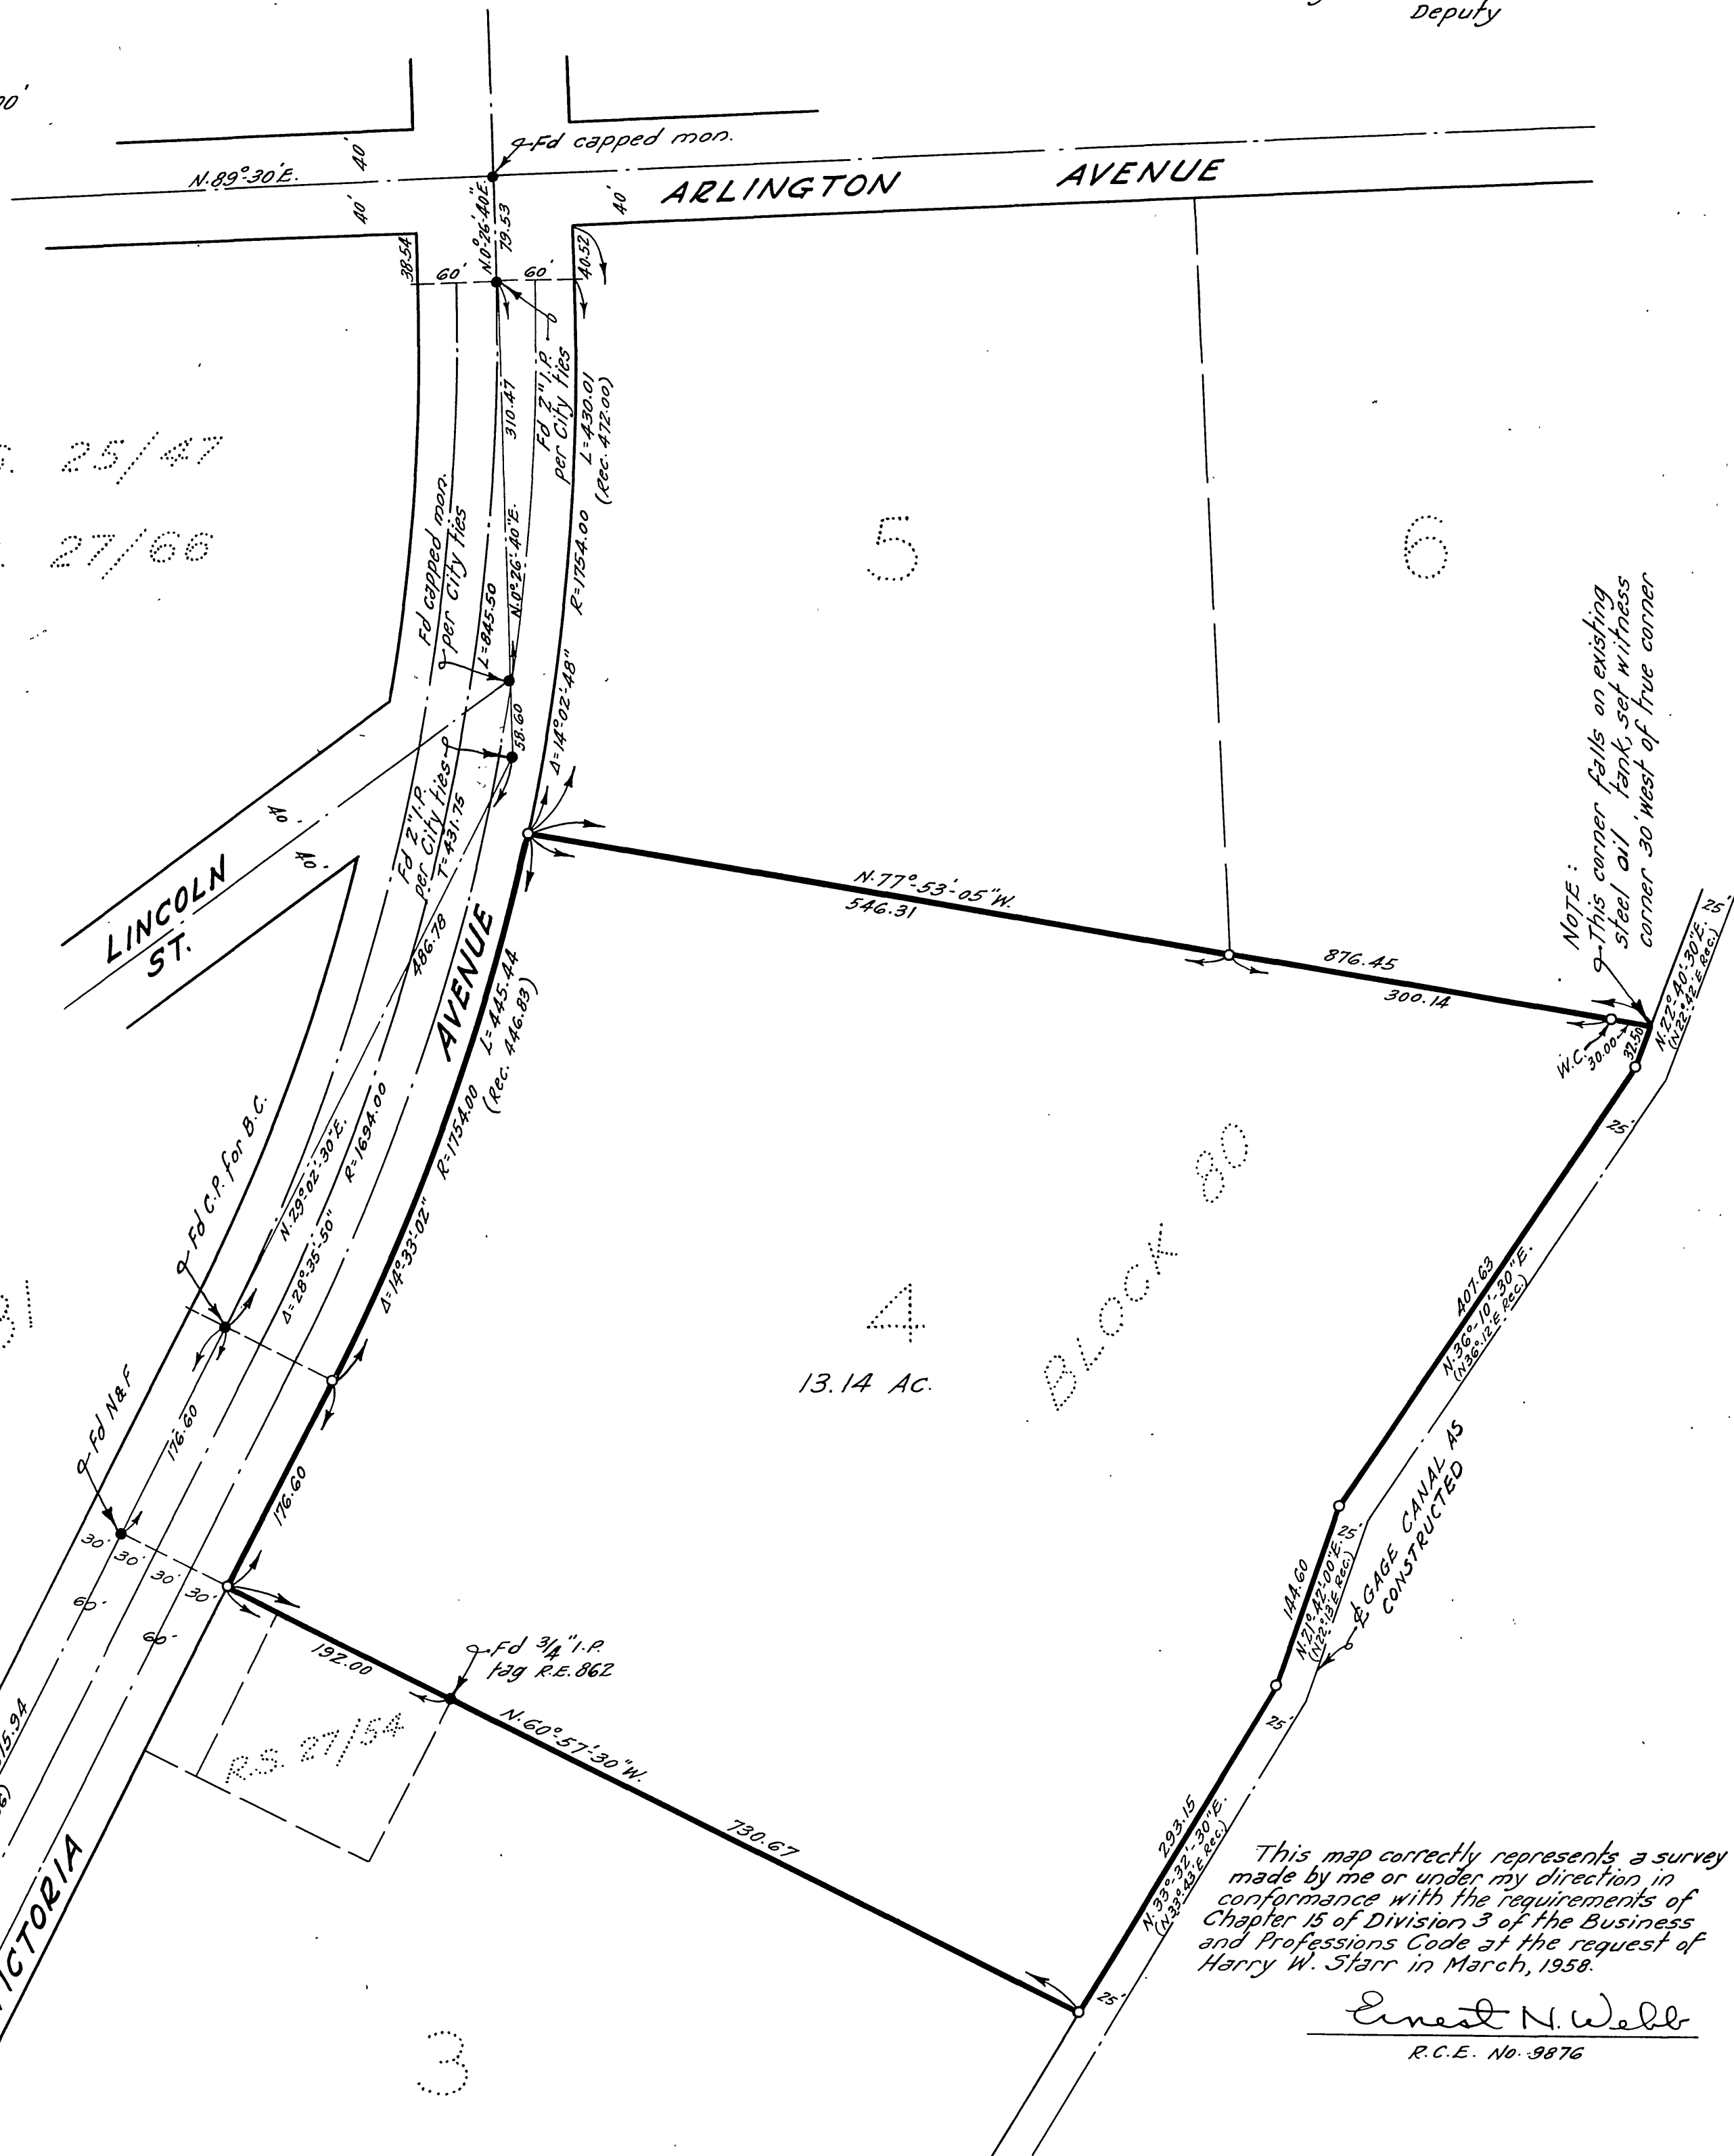 Deputy
00'
N.89°30'E.
40'
40'
Fd capped mon.
ARLINGTON AVENUE
40'
N.0°26'40"E.
79.53
38.54
60'
60'
40.52
Fd 2" I.P.
per City ties
L=430.01
(Rec. 472.00)
R=1754.00
Δ=14°-02'-48"
310.47
N.0°-26'-40"E.
L=845.50
Fd capped mon.
per City ties
58.60
Fd 2" I.P.
per City ties
T=431.75
486.78
25/47
27/66
5
6
LINCOLN
ST.
40'
40'
AVENUE
L=445.44
(Rec. 446.83)
R=1754.00
Δ=14°-33'-02"
R=1694.00
N.29°-02'-30"E.
Δ=28°-35'-50"
Fd C.P. for B.C.
Fd N&F
176.60
176.60
30'
30'
30'
30'
60'
60'
N.77°-53'-05"W.
546.31
876.45
300.14
NOTE:
This corner falls on existing
steel oil tank, set witness
corner 30' west of true corner
W.C.
30.00
32.50
25'
N.22°-40'-30"E.
(N22°42'E Rec.)
25'
407.63
N.36°-10'-30"E.
(N36°12'E Rec.)
BLOCK 80
4
13.14 Ac.
31
25'
144.60
N.21°-42'-00"E.
(N22°13'E Rec.)
℄ GAGE CANAL AS
CONSTRUCTED
25'
293.15
N.33°-32'-30"E.
(N33°43'E Rec.)
25'
192.00
Fd 3/4" I.P.
tag R.E. 862
N.60°-57'-30"W.
730.67
R.S. 27/54
15.94
VICTORIA
3
This map correctly represents a survey
made by me or under my direction in
conformance with the requirements of
Chapter 15 of Division 3 of the Business
and Professions Code at the request of
Harry W. Starr in March, 1958.
Ernest N. Webb
R.C.E. No. 9876